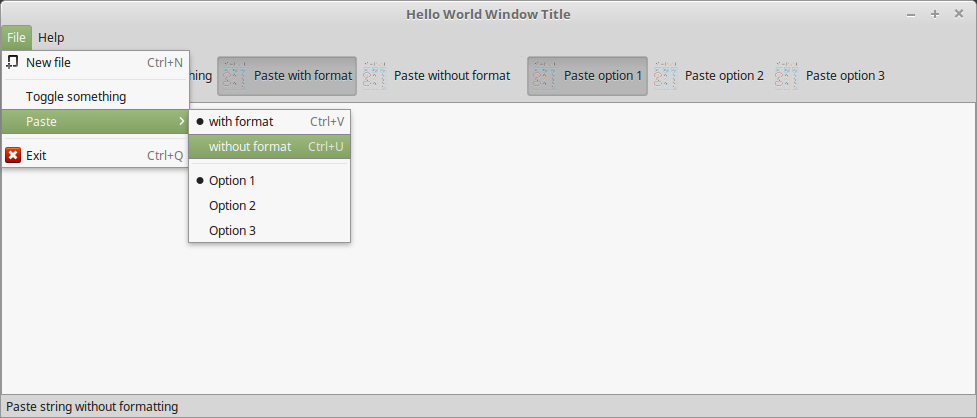 Hello World Window Title
File Help
New file Ctrl+N
Toggle something
Paste
Exit Ctrl+Q
hing Paste with format Paste without format Paste option 1 Paste option 2 Paste option 3
with format Ctrl+V
without format Ctrl+U
Option 1
Option 2
Option 3
Paste string without formatting